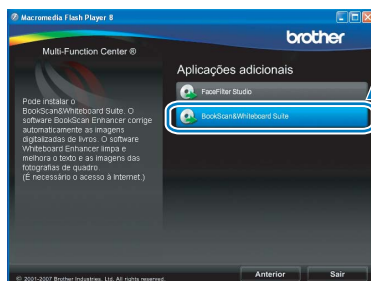 Macromedia Flash Player 8
brother
Multi-Function Center ®
Aplicações adicionais
FaceFilter Studio
BookScan&Whiteboard Suite
Pode instalar o
BookScan&Whiteboard Suite. O
software BookScan Enhancer corrige
automaticamente as imagens
digitalizadas de livros. O software
Whiteboard Enhancer limpa e
melhora o texto e as imagens das
fotografias de quadro.
(É necessário o acesso à Internet.)
Anterior
Sair
© 2001-2007 Brother Industries, Ltd. All rights reserved.